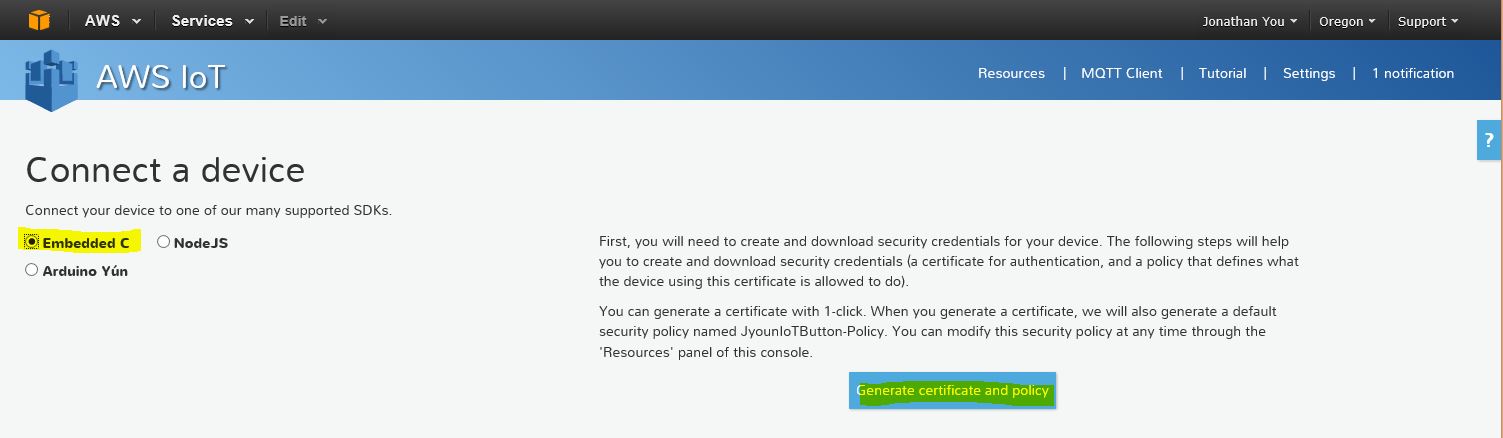 AWS Services Edit Jonathan You Oregon Support
AWS IoT Resources | MQTT Client | Tutorial | Settings | 1 notification
?
Connect a device
Connect your device to one of our many supported SDKs.
Embedded C NodeJS
Arduino Yún
First, you will need to create and download security credentials for your device. The following steps will help
you to create and download security credentials (a certificate for authentication, and a policy that defines what
the device using this certificate is allowed to do).
You can generate a certificate with 1-click. When you generate a certificate, we will also generate a default
security policy named JyounIoTButton-Policy. You can modify this security policy at any time through the
'Resources' panel of this console.
Generate certificate and policy